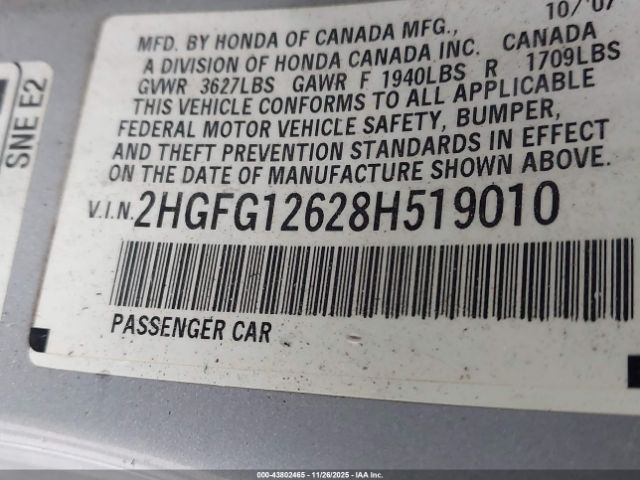 10/'07
MFD. BY HONDA OF CANADA MFG., CANADA
A DIVISION OF HONDA CANADA INC.
GVWR 3627LBS GAWR F 1940LBS R 1709LBS
THIS VEHICLE CONFORMS TO ALL APPLICABLE
FEDERAL MOTOR VEHICLE SAFETY, BUMPER,
AND THEFT PREVENTION STANDARDS IN EFFECT
ON THE DATE OF MANUFACTURE SHOWN ABOVE.
V.I.N. 2HGFG12628H519010
PASSENGER CAR
SNE E2
000-43802465 - 11/26/2025 - IAA Inc.